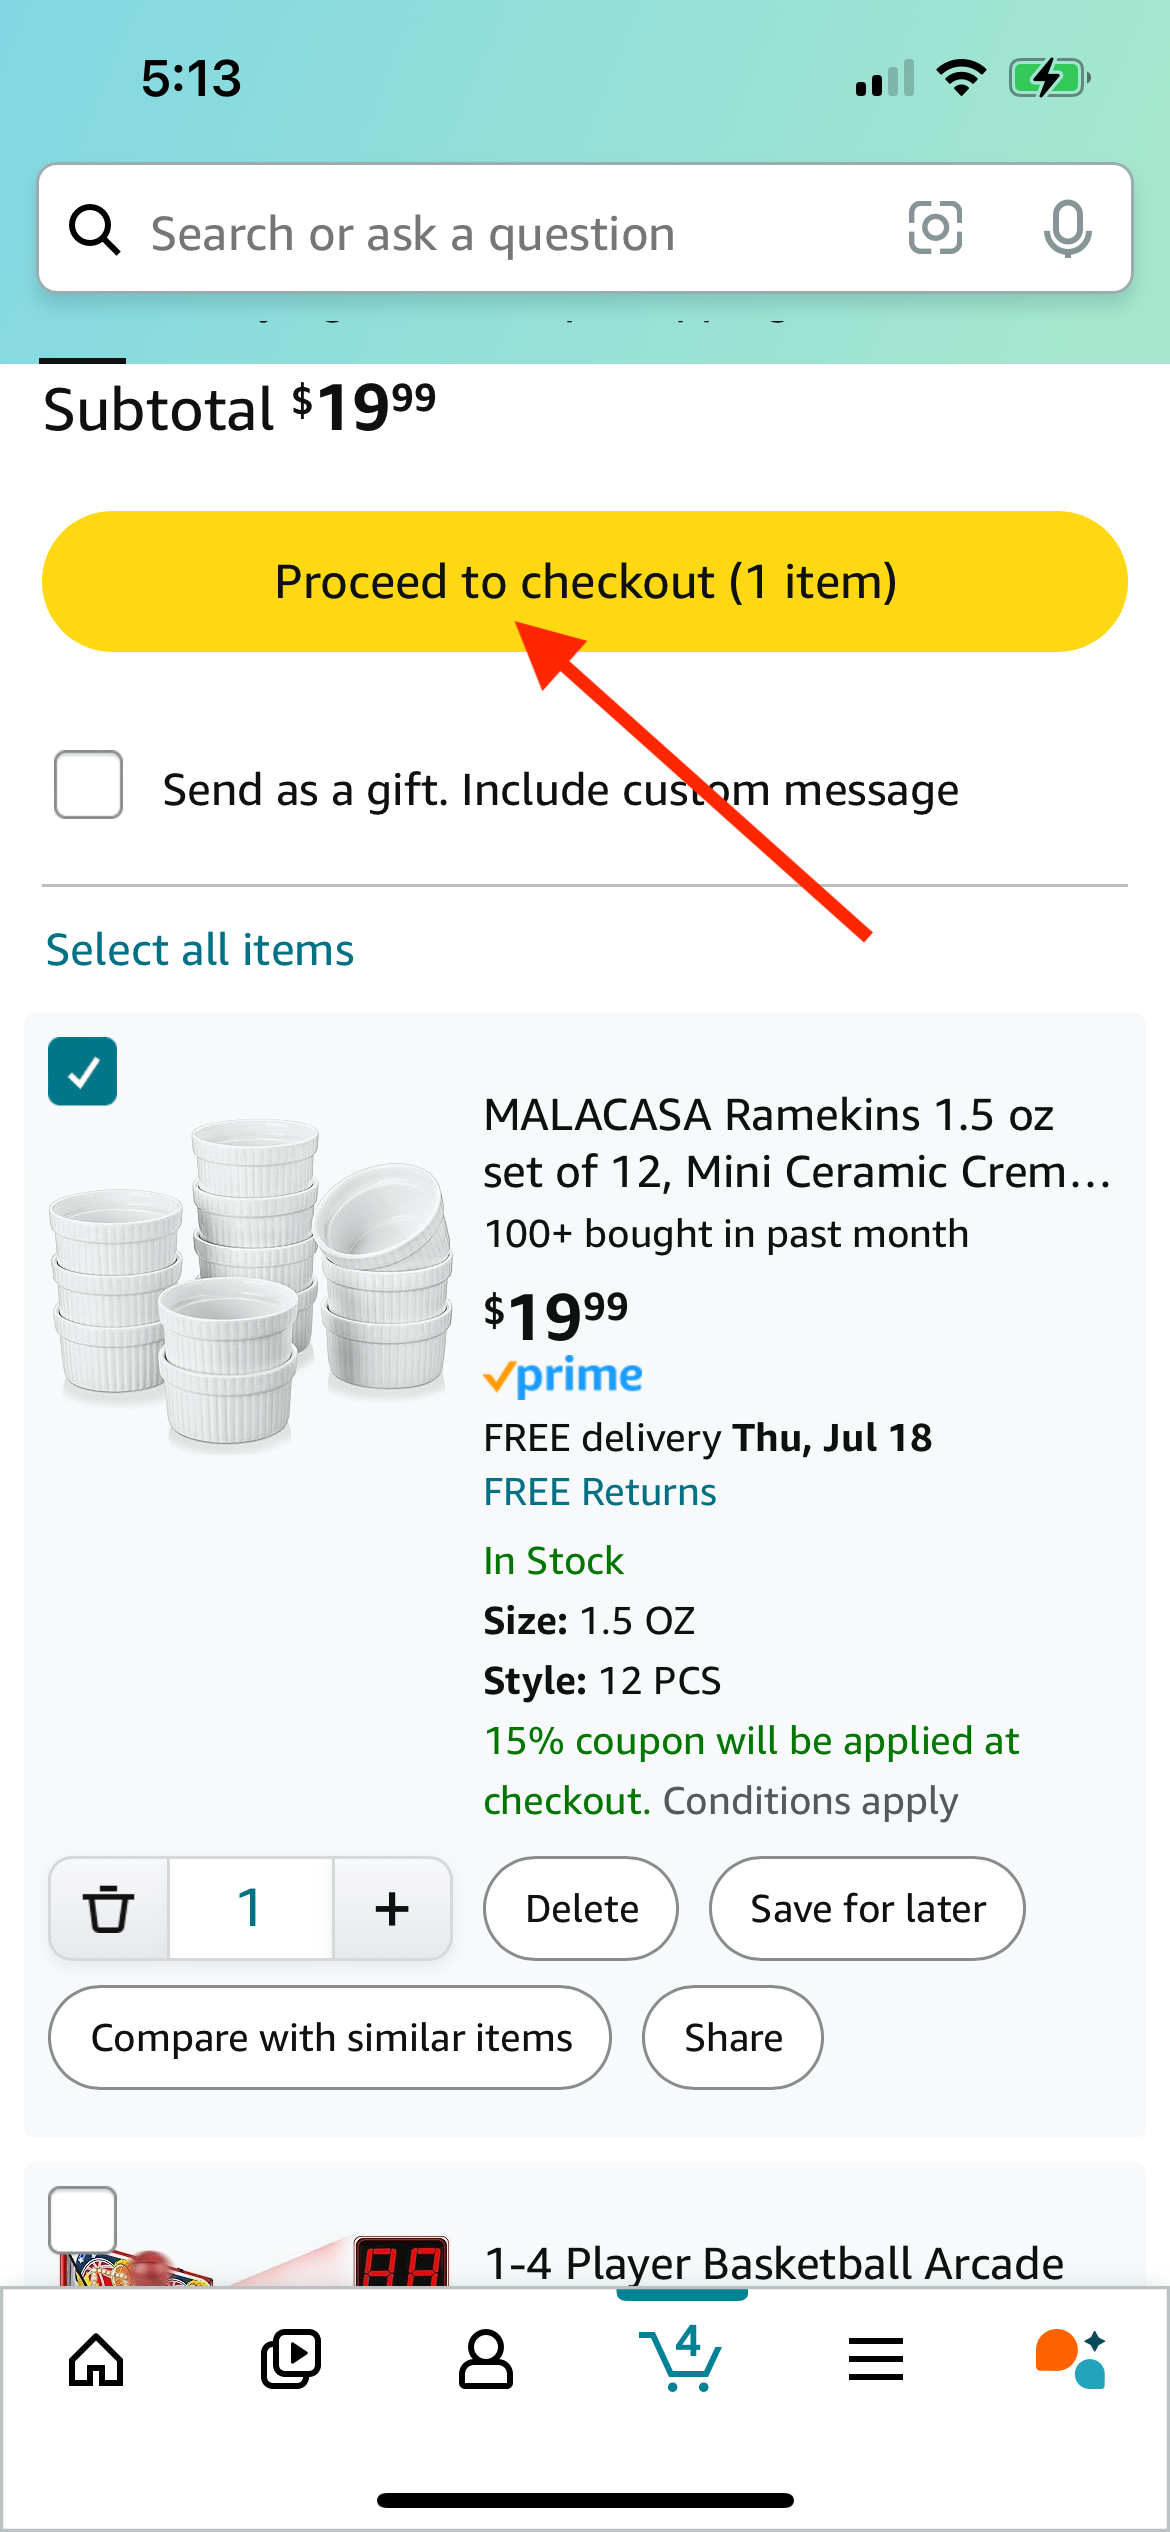 5:13
Search or ask a question
Subtotal $19 99
Proceed to checkout (1 item)
Send as a gift. Include custom message
Select all items
MALACASA Ramekins 1.5 oz
set of 12, Mini Ceramic Crem...
100+ bought in past month
$19 99
prime
FREE delivery Thu, Jul 18
FREE Returns
In Stock
Size: 1.5 OZ
Style: 12 PCS
15% coupon will be applied at
checkout. Conditions apply
1 +
Delete
Save for later
Compare with similar items
Share
1-4 Player Basketball Arcade
4